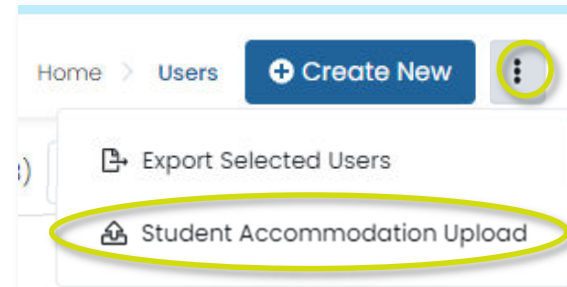 Home > Users Create New
)
Export Selected Users
Student Accommodation Upload